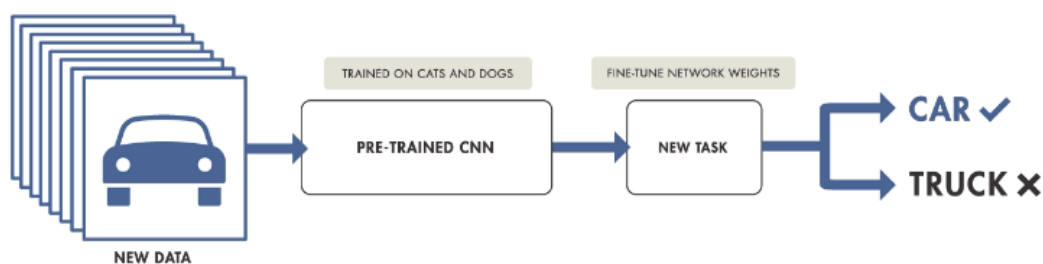 TRAINED ON CATS AND DOGS
FINE-TUNE NETWORK WEIGHTS
PRE-TRAINED CNN
NEW TASK
CAR
TRUCK
NEW DATA